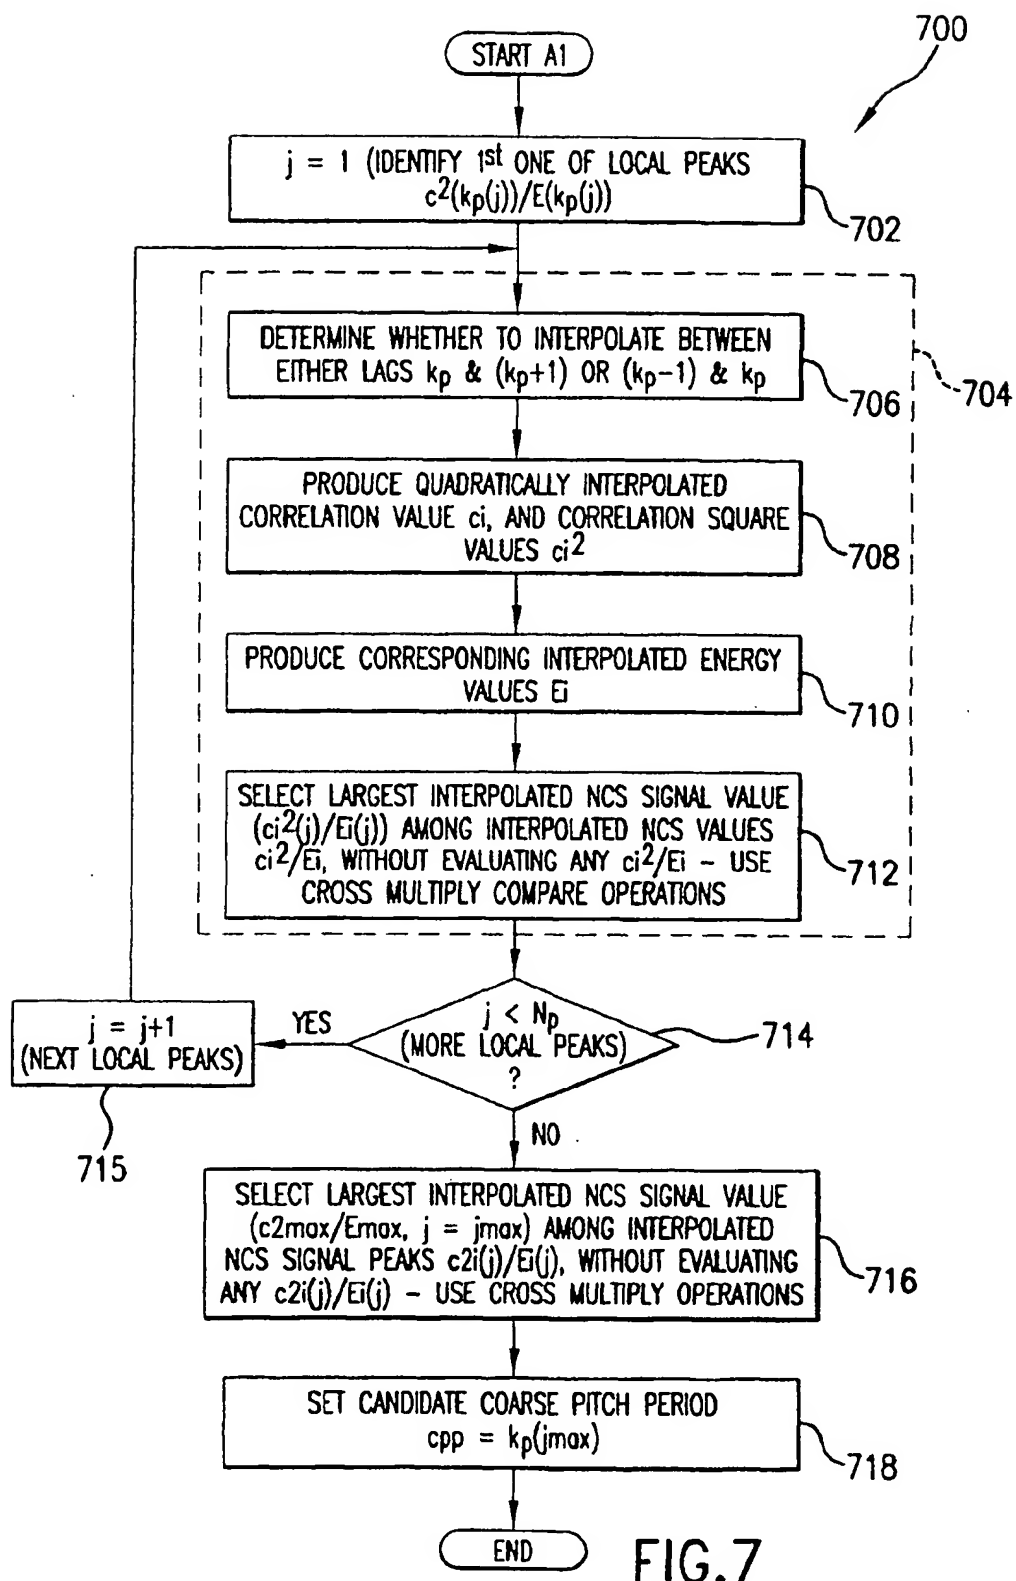 700
START A1
j = 1 (IDENTIFY 1st ONE OF LOCAL PEAKS
c²(kp(j))/E(kp(j))
702
DETERMINE WHETHER TO INTERPOLATE BETWEEN
EITHER LAGS kp & (kp+1) OR (kp-1) & kp
704
706
PRODUCE QUADRATICALLY INTERPOLATED
CORRELATION VALUE ci, AND CORRELATION SQUARE
VALUES ci²
708
PRODUCE CORRESPONDING INTERPOLATED ENERGY
VALUES Ei
710
SELECT LARGEST INTERPOLATED NCS SIGNAL VALUE
(ci²(j)/Ei(j)) AMONG INTERPOLATED NCS VALUES
ci²/Ei, WITHOUT EVALUATING ANY ci²/Ei - USE
CROSS MULTIPLY COMPARE OPERATIONS
712
j < Np
(MORE LOCAL PEAKS)
?
714
YES
j = j+1
(NEXT LOCAL PEAKS)
715
NO
SELECT LARGEST INTERPOLATED NCS SIGNAL VALUE
(c2max/Emax, j = jmax) AMONG INTERPOLATED
NCS SIGNAL PEAKS c2i(j)/Ei(j), WITHOUT EVALUATING
ANY c2i(j)/Ei(j) - USE CROSS MULTIPLY OPERATIONS
716
SET CANDIDATE COARSE PITCH PERIOD
cpp = kp(jmax)
718
END
FIG.7